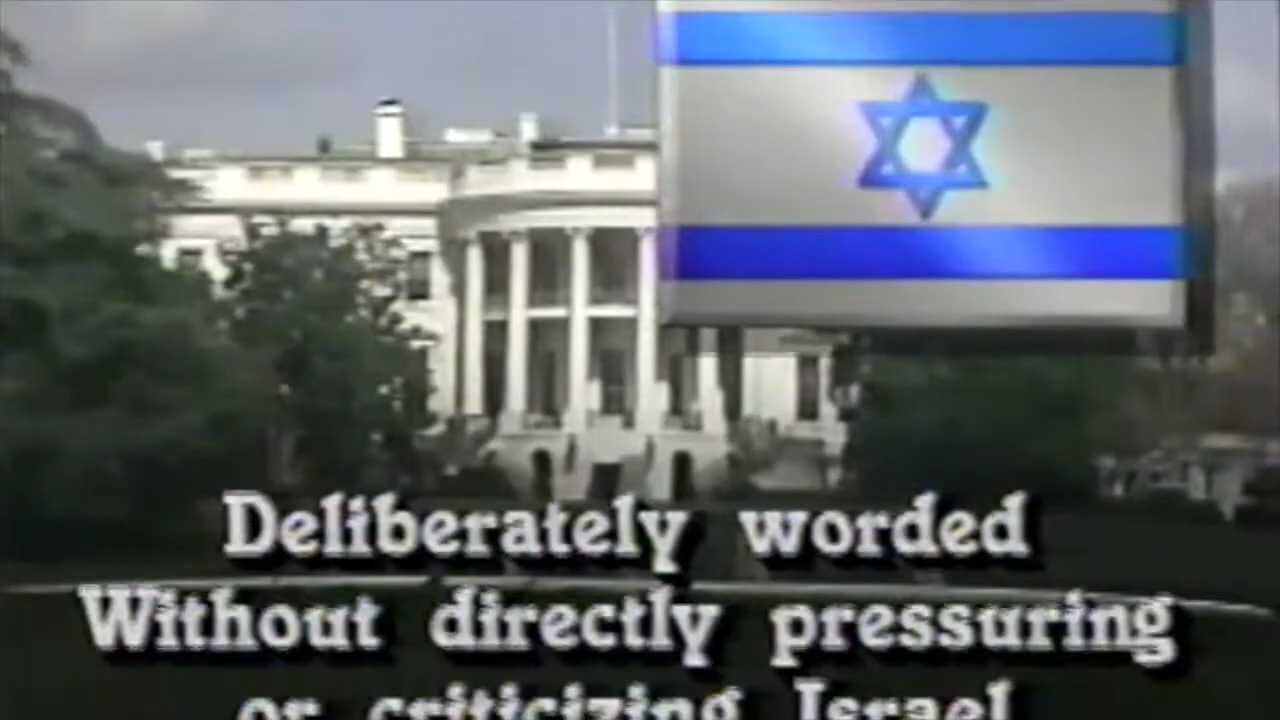 Deliberately worded
Without directly pressuring
or criticizing Israel